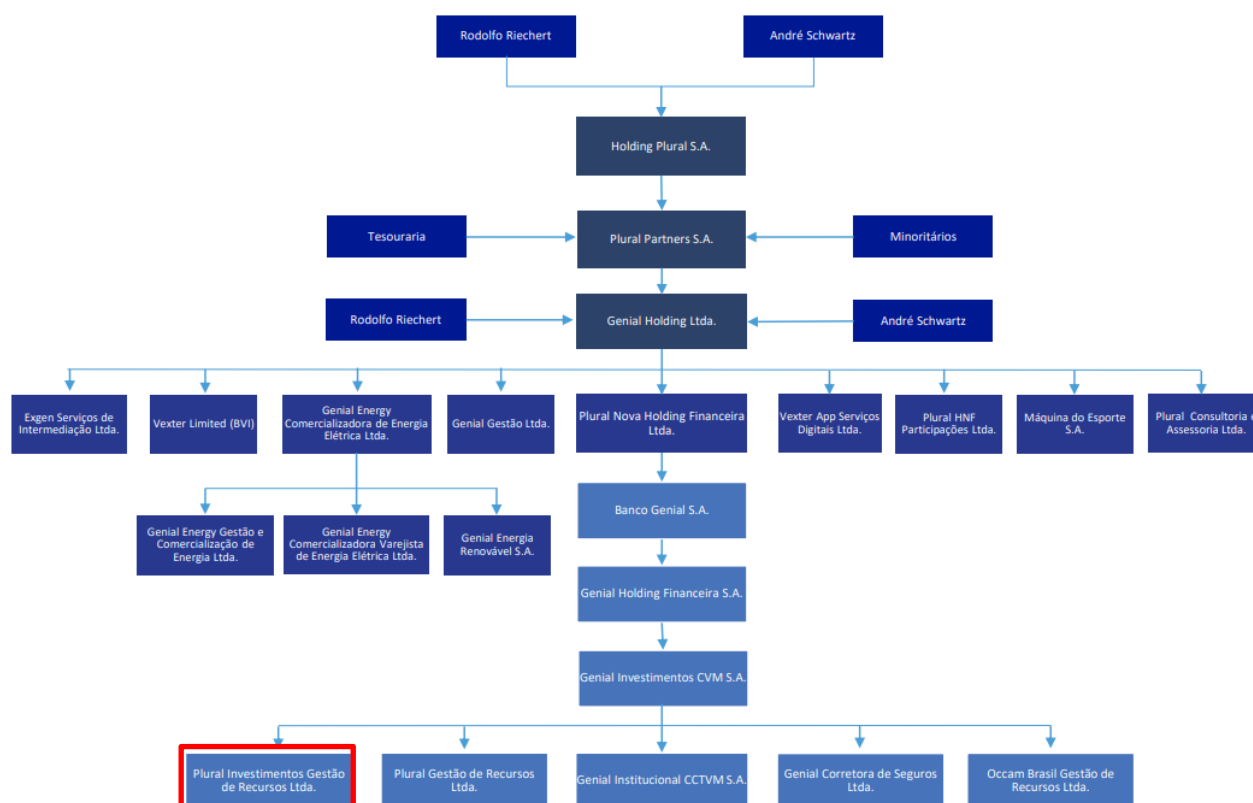 Rodolfo Riechert
André Schwartz
Holding Plural S.A.
Tesouraria
Plural Partners S.A.
Minoritários
Rodolfo Riechert
Genial Holding Ltda.
André Schwartz
Exgen Serviços de
Intermediação Ltda.
Vexter Limited (BVI)
Genial Energy
Comercializadora de Energia
Elétrica Ltda.
Genial Gestão Ltda.
Plural Nova Holding Financeira
Ltda.
Vexter App Serviços
Digitais Ltda.
Plural HNF
Participações Ltda.
Máquina do Esporte
S.A.
Plural Consultoria e
Assessoria Ltda.
Genial Energy Gestão e
Comercialização de
Energia Ltda.
Genial Energy
Comercializadora Varejista
de Energia Elétrica Ltda.
Genial Energia
Renovável S.A.
Banco Genial S.A.
Genial Holding Financeira S.A.
Genial Investimentos CVM S.A.
Plural Investimentos Gestão
de Recursos Ltda.
Plural Gestão de Recursos
Ltda.
Genial Institucional CCTVM S.A.
Genial Corretora de Seguros
Ltda.
Occam Brasil Gestão de
Recursos Ltda.